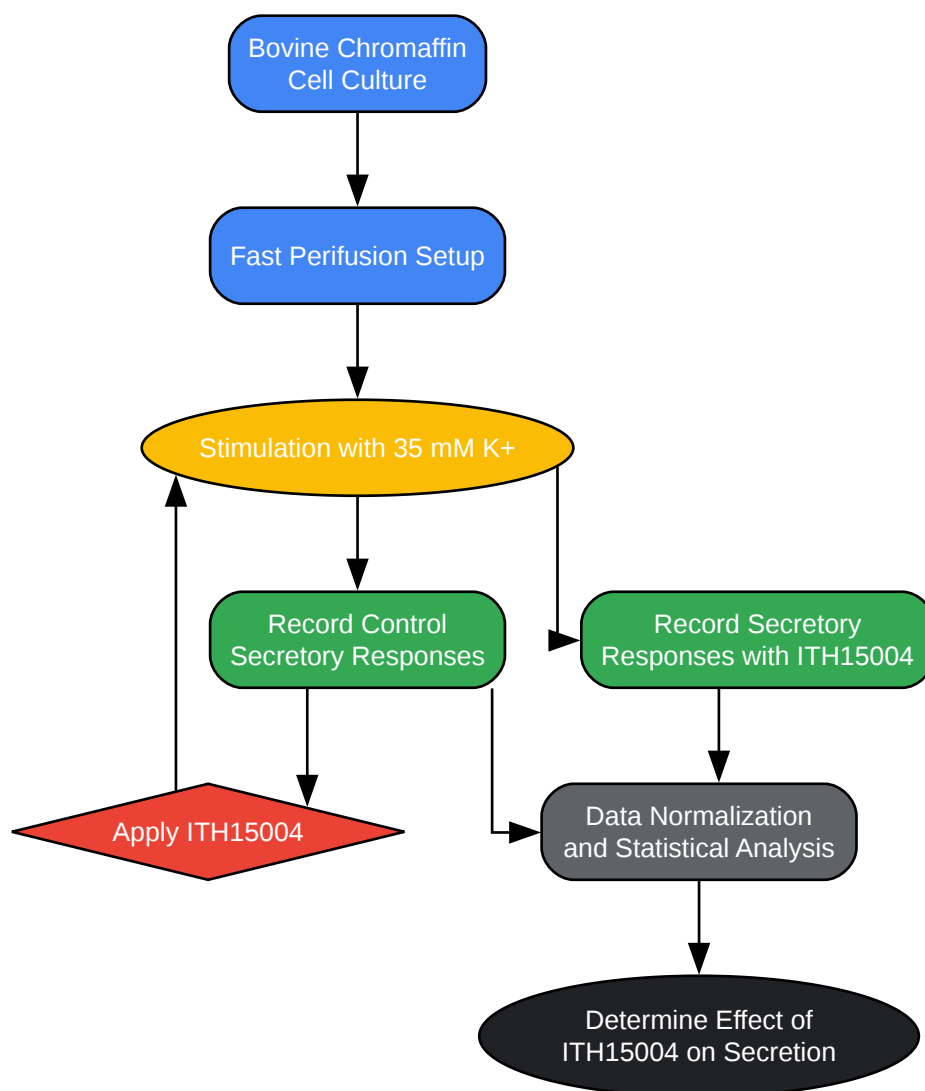 Bovine Chromaffin
Cell Culture
Fast Perifusion Setup
Stimulation with 35 mM K+
Record Control
Secretory Responses
Record Secretory
Responses with ITH15004
Apply ITH15004
Data Normalization
and Statistical Analysis
Determine Effect of
ITH15004 on Secretion